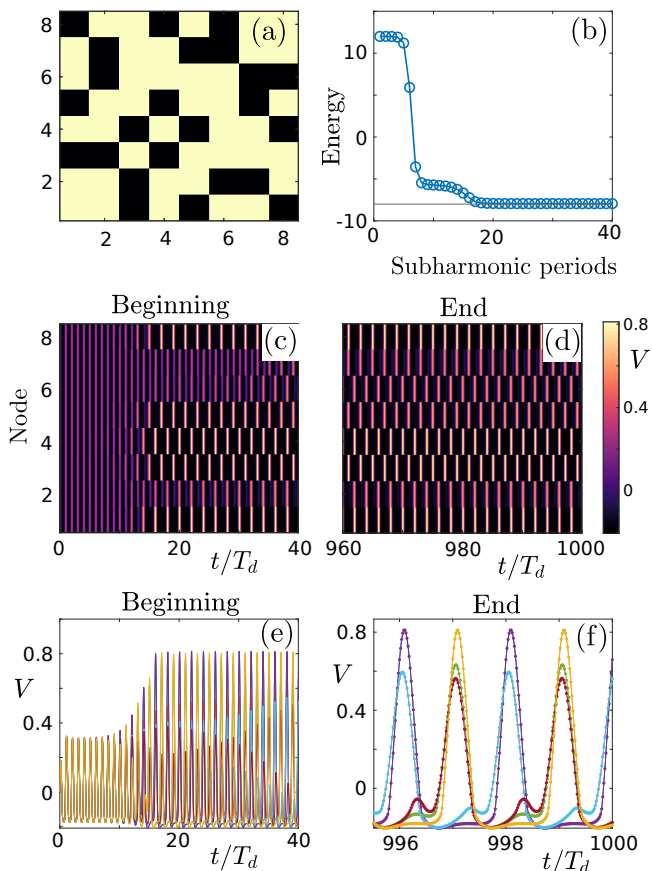 (a)
8
6
4
2
2 4 6 8
(b)
10
0
-10
Energy
0 20 40
Subharmonic periods
Beginning
(c)
8
6
4
2
Node
0 20 40
t/T_d
End
(d)
960 980 1000
t/T_d
0.8
0.4
0
V
Beginning
(e)
0.8
V
0.4
0
0 20 40
t/T_d
End
(f)
0.8
V
0.4
0
996 998 1000
t/T_d